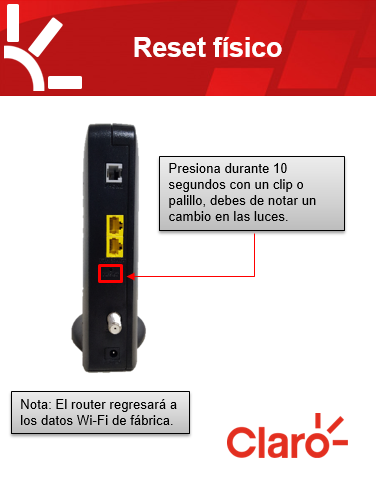 Reset físico
Presiona durante 10
segundos con un clip o
palillo, debes de notar un
cambio en las luces.
Nota: El router regresará a
los datos Wi-Fi de fábrica.
Claro